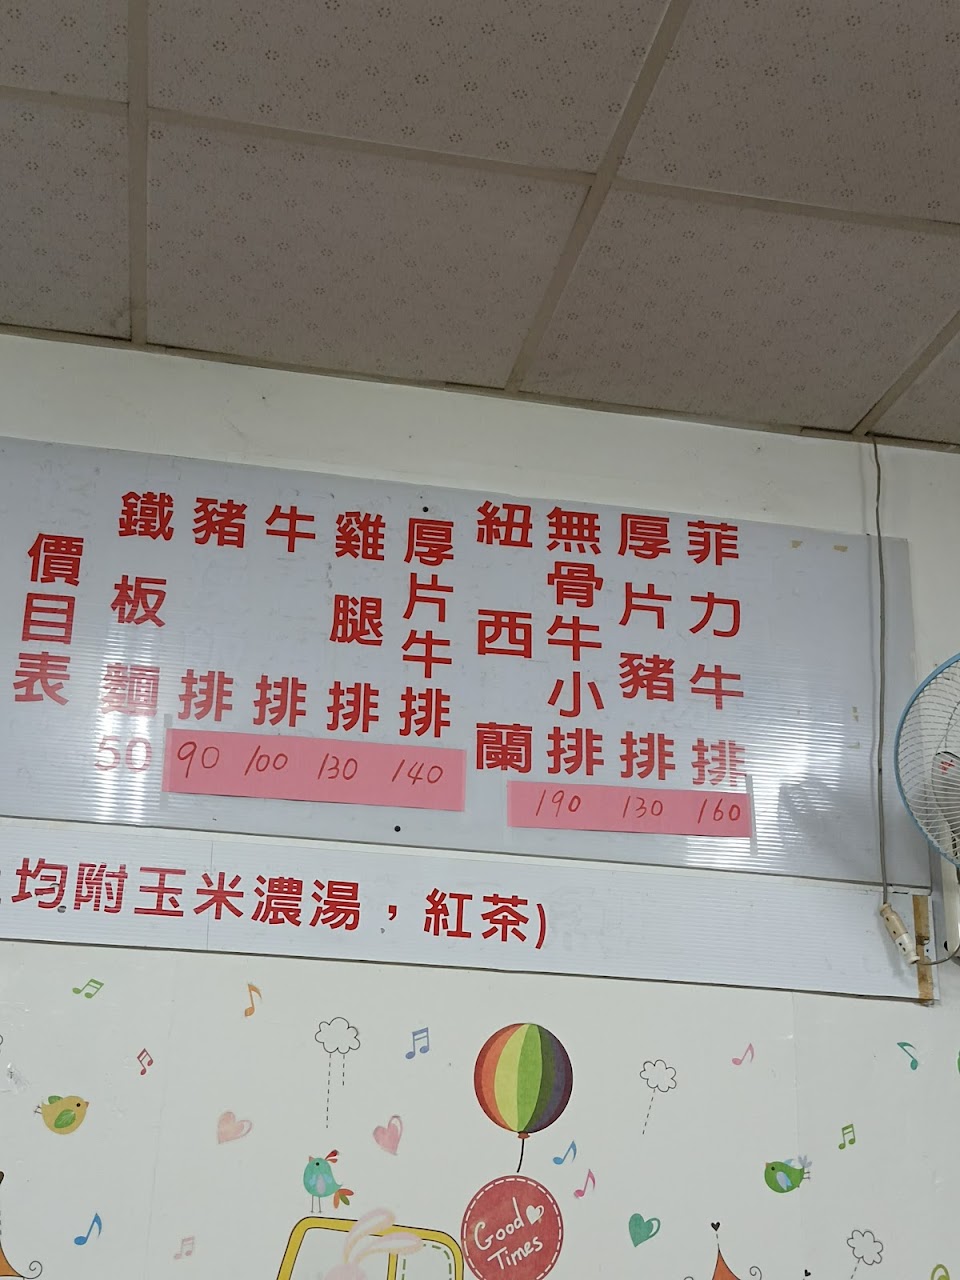 價目表
鐵板麵 50
豬排 90
牛排 100
雞腿排 130
厚片牛排 140
紐西蘭
無骨牛小排 190
厚片豬排 130
菲力牛排 160
均附玉米濃湯，紅茶)
Good
Times